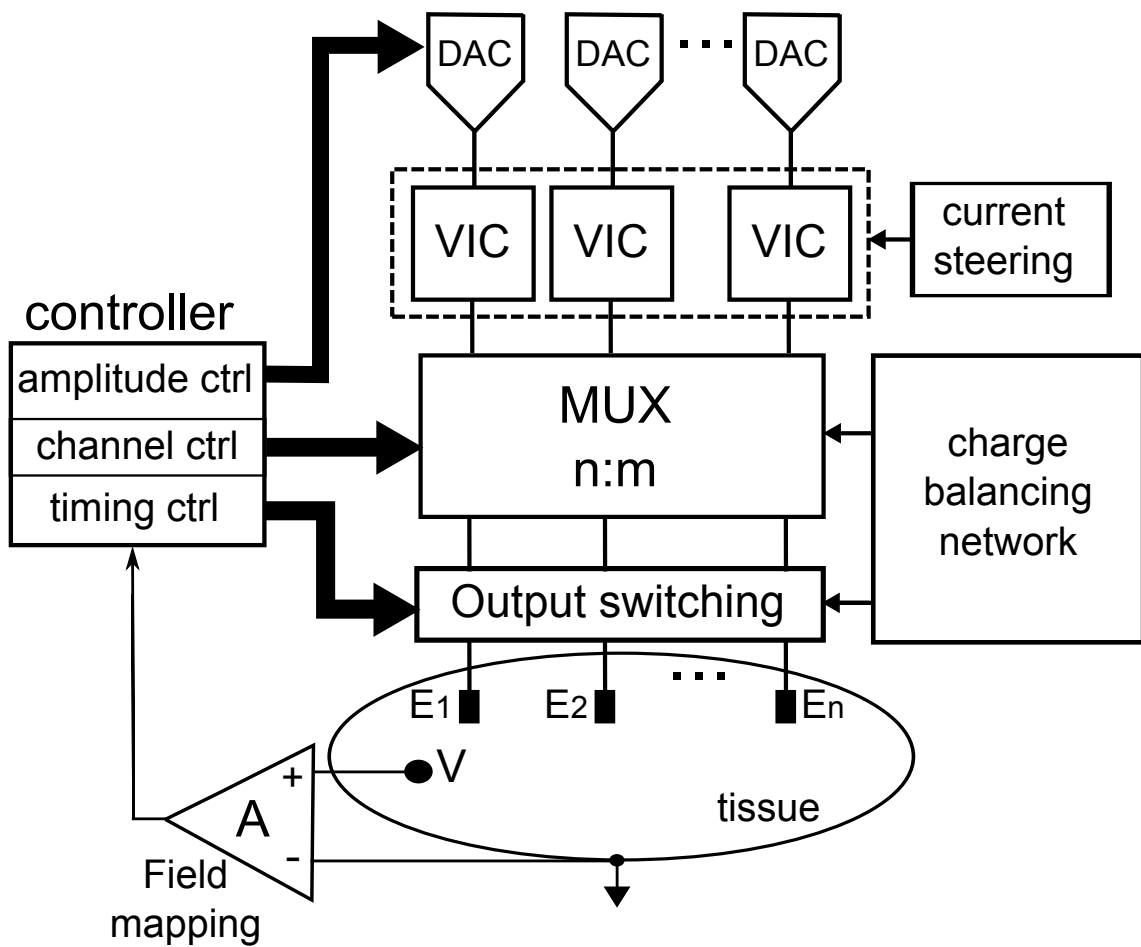 DAC DAC ... DAC
VIC VIC VIC
current
steering
controller
amplitude ctrl
channel ctrl
timing ctrl
MUX
n:m
charge
balancing
network
Output switching
...
E1 E2 En
V
tissue
+
A
-
Field
mapping